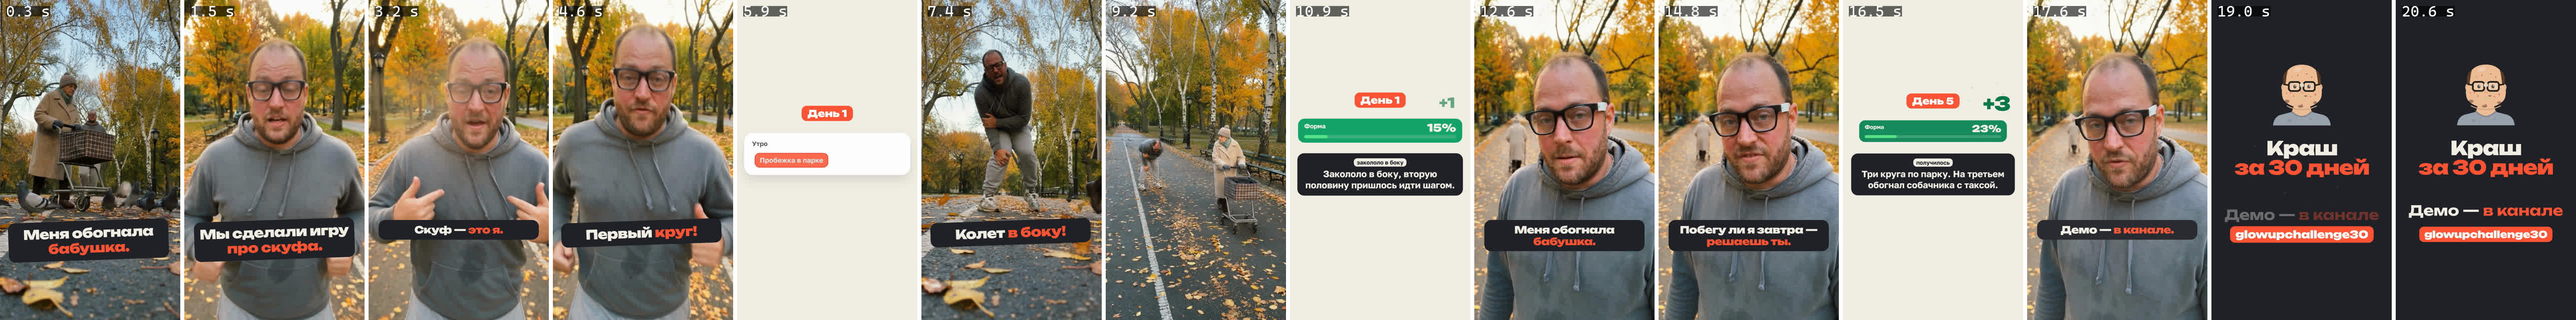 0.3 s
Меня обогнала
бабушка.
1.5 s
Мы сделали игру
про скуфа.
3.2 s
Скуф — это я.
4.6 s
Первый круг!
5.9 s
День 1
Утро
Пробежка в парке
7.4 s
Колет в боку!
9.2 s
10.9 s
День 1
+1
Форма
15%
закололо в боку
Закололо в боку, вторую
половину пришлось идти шагом.
12.6 s
Меня обогнала
бабушка.
14.8 s
Побегу ли я завтра —
решаешь ты.
16.5 s
День 5
+3
Форма
23%
получилось
Три круга по парку. На третьем
обогнал собачника с таксой.
17.6 s
Демо — в канале.
19.0 s
Краш
за 30 дней
Демо — в канале
glowupchallenge30
20.6 s
Краш
за 30 дней
Демо — в канале
glowupchallenge30